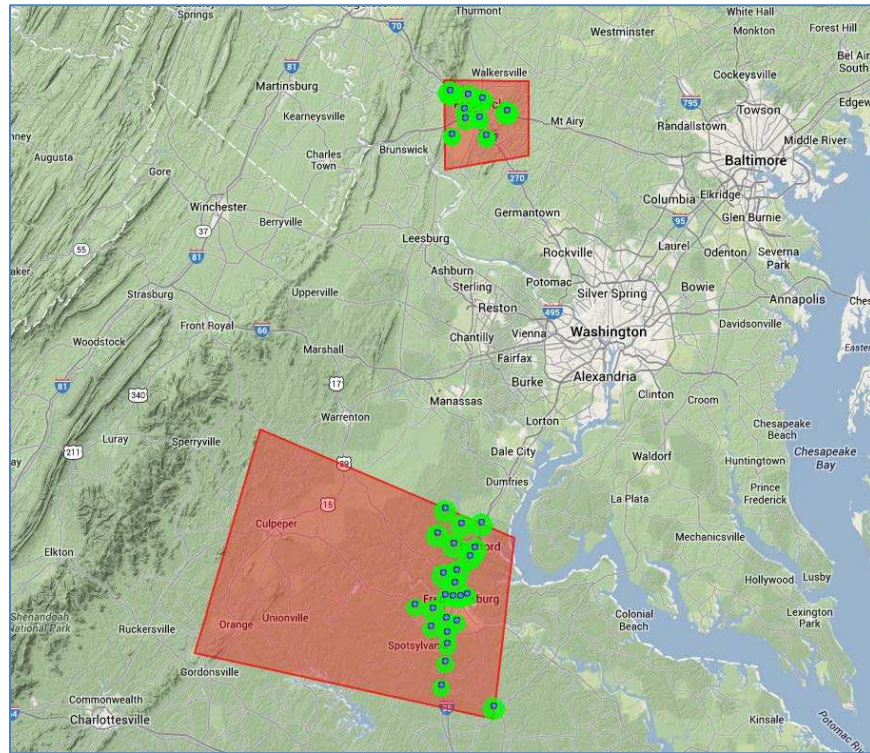 Springs
Thurmont
White Hall
Forest Hill
Westminster
Monkton
Bel Air
South
70
81
Walkersville
Cockeysville
Martinsburg
795
Towson
Edge
Kearneysville
Mt Airy
Randallstown
Middle River
Augusta
Charles
Town
Brunswick
Baltimore
Gore
270
Columbia
Elkridge
Winchester
Germantown
95
Glen Burnie
37
Berryville
Laurel
Odenton
Severna
Park
55
Leesburg
Rockville
81
Ashburn
Potomac
Bowie
Sterling
Silver Spring
Annapolis
Strasburg
Upperville
Reston
495
Front Royal
66
Chantilly
Vienna
Washington
Davidsonville
Woodstock
Marshall
Fairfax
81
17
Burke
Alexandria
340
Manassas
Clinton
Croom
Warrenton
Lorton
Chesapeake
Beach
211
Luray
Sperryville
Dale City
Waldorf
Huntingtown
Chesapeake
Bay
29
Dumfries
Prince
Frederick
15
La Plata
Culpeper
Mechanicsville
Elkton
Hollywood
Lusby
Shenandoah
National Park
Unionville
Lexington
Park
Ruckersville
Orange
Colonial
Beach
Spotsylvania
Gordonsville
Commonwealth
Charlottesville
Kinsale
Potomac Riv